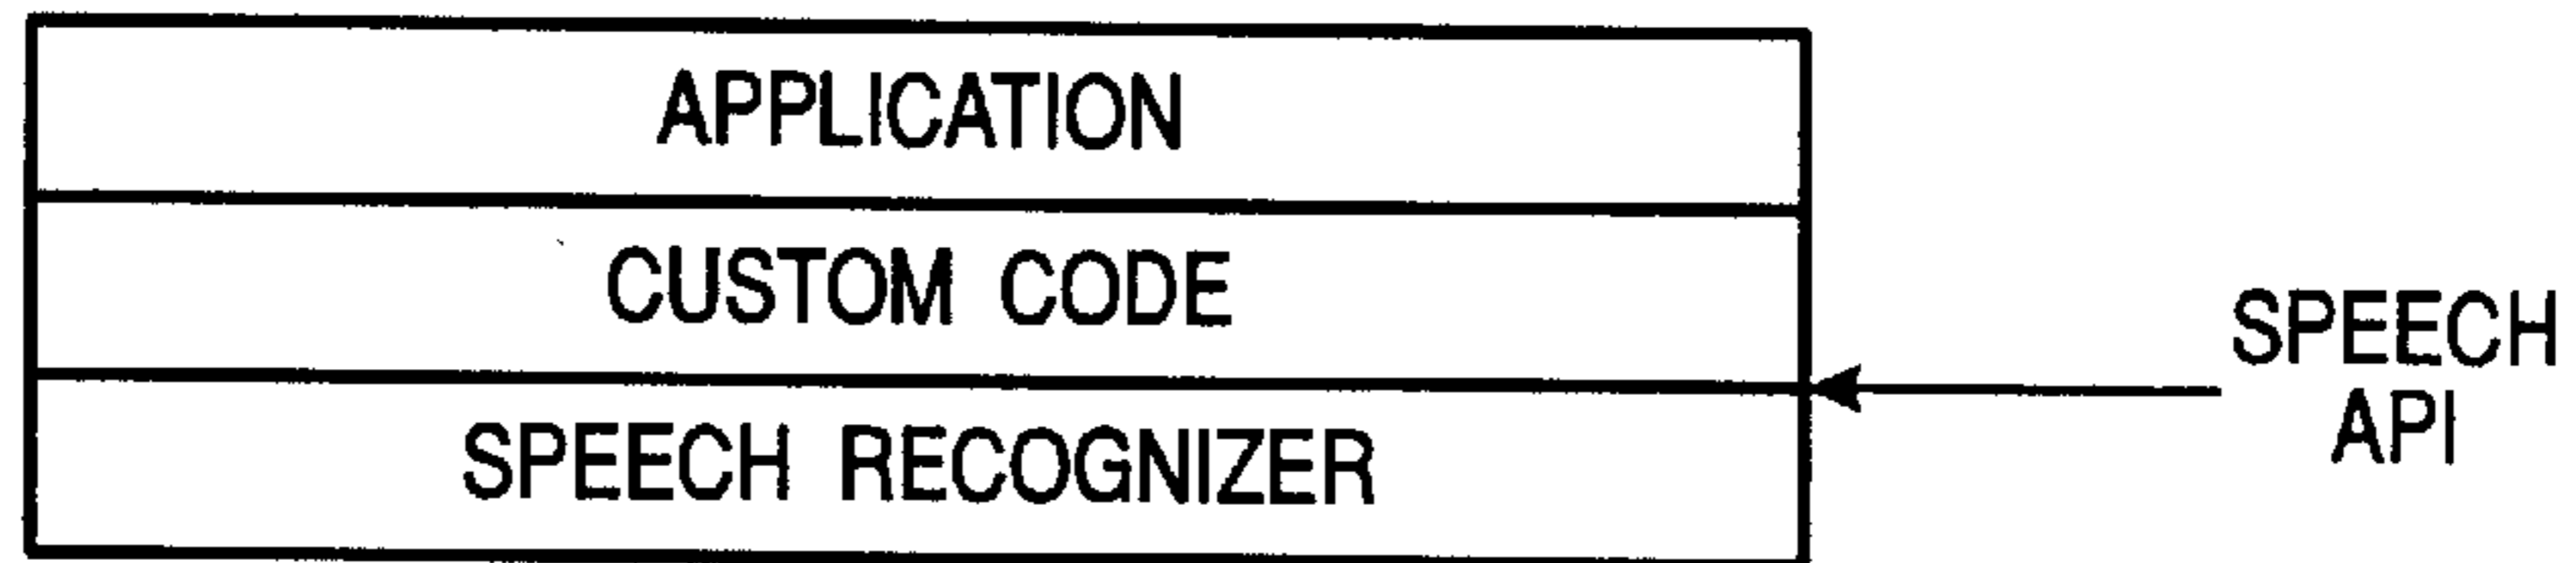 APPLICATION
CUSTOM CODE
SPEECH RECOGNIZER
SPEECH
API